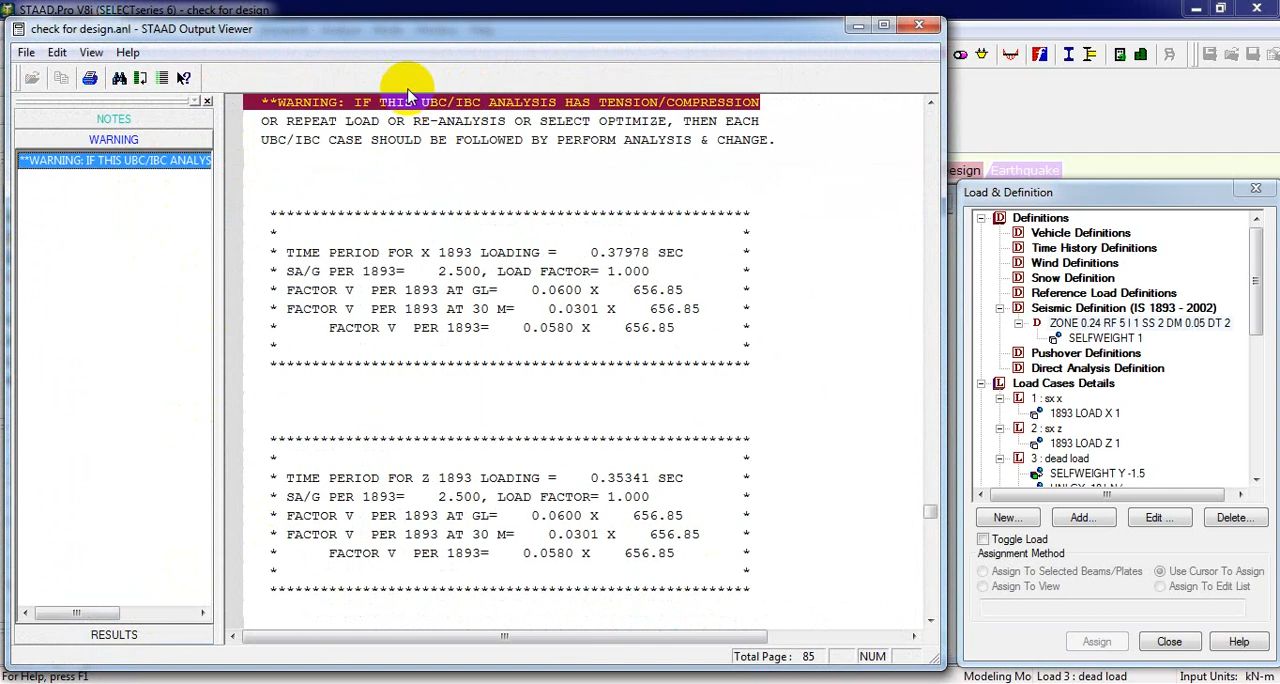 STAAD.Pro V8i (SELECTseries 6) - check for design
check for design.anl - STAAD Output Viewer
File Edit View Help
NOTES
WARNING
**WARNING: IF THIS UBC/IBC ANALYS
RESULTS
**WARNING: IF THIS UBC/IBC ANALYSIS HAS TENSION/COMPRESSION
OR REPEAT LOAD OR RE-ANALYSIS OR SELECT OPTIMIZE, THEN EACH
UBC/IBC CASE SHOULD BE FOLLOWED BY PERFORM ANALYSIS & CHANGE.
***********************************************************
* *
* TIME PERIOD FOR X 1893 LOADING = 0.37978 SEC *
* SA/G PER 1893= 2.500, LOAD FACTOR= 1.000 *
* FACTOR V PER 1893 AT GL= 0.0600 X 656.85 *
* FACTOR V PER 1893 AT 30 M= 0.0301 X 656.85 *
* FACTOR V PER 1893= 0.0580 X 656.85 *
* *
***********************************************************
***********************************************************
* *
* TIME PERIOD FOR Z 1893 LOADING = 0.35341 SEC *
* SA/G PER 1893= 2.500, LOAD FACTOR= 1.000 *
* FACTOR V PER 1893 AT GL= 0.0600 X 656.85 *
* FACTOR V PER 1893 AT 30 M= 0.0301 X 656.85 *
* FACTOR V PER 1893= 0.0580 X 656.85 *
* *
***********************************************************
Total Page: 85 NUM
esign Earthquake
Load & Definition
D Definitions
D Vehicle Definitions
D Time History Definitions
D Wind Definitions
D Snow Definition
D Reference Load Definitions
D Seismic Definition (IS 1893 - 2002)
D ZONE 0.24 RF 5 I 1 SS 2 DM 0.05 DT 2
SELFWEIGHT 1
D Pushover Definitions
D Direct Analysis Definition
L Load Cases Details
L 1 : sx x
1893 LOAD X 1
L 2 : sx z
1893 LOAD Z 1
L 3 : dead load
SELFWEIGHT Y -1.5
New... Add... Edit ... Delete...
Toggle Load
Assignment Method
Assign To Selected Beams/Plates Use Cursor To Assign
Assign To View Assign To Edit List
Assign Close Help
For Help, press F1 Modeling Mo Load 3 : dead load Input Units: kN-m